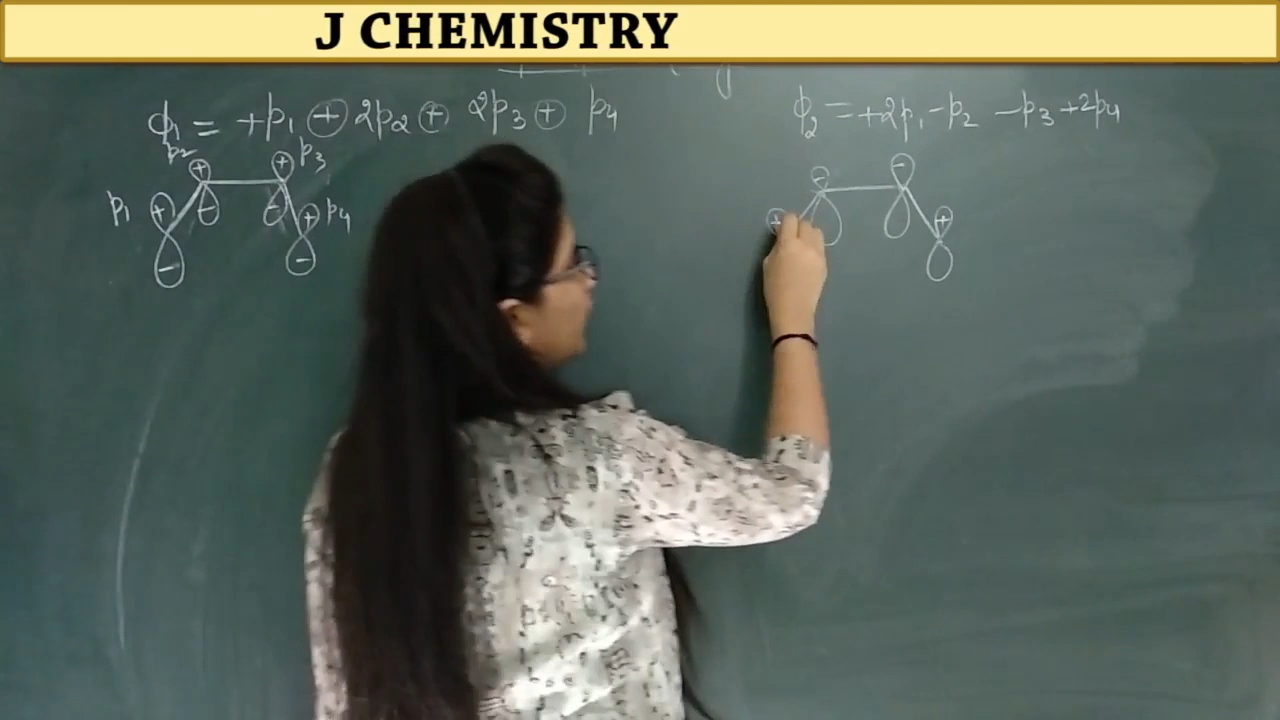 J CHEMISTRY
ϕ₁ = +p₁ ⊕ 2p₂ ⊕ 2p₃ ⊕ p₄
ϕ₂ = +2p₁ - p₂ - p₃ + 2p₄
p₂ + + p₃
p₁ + - - + p₄
- -
- -
+ +